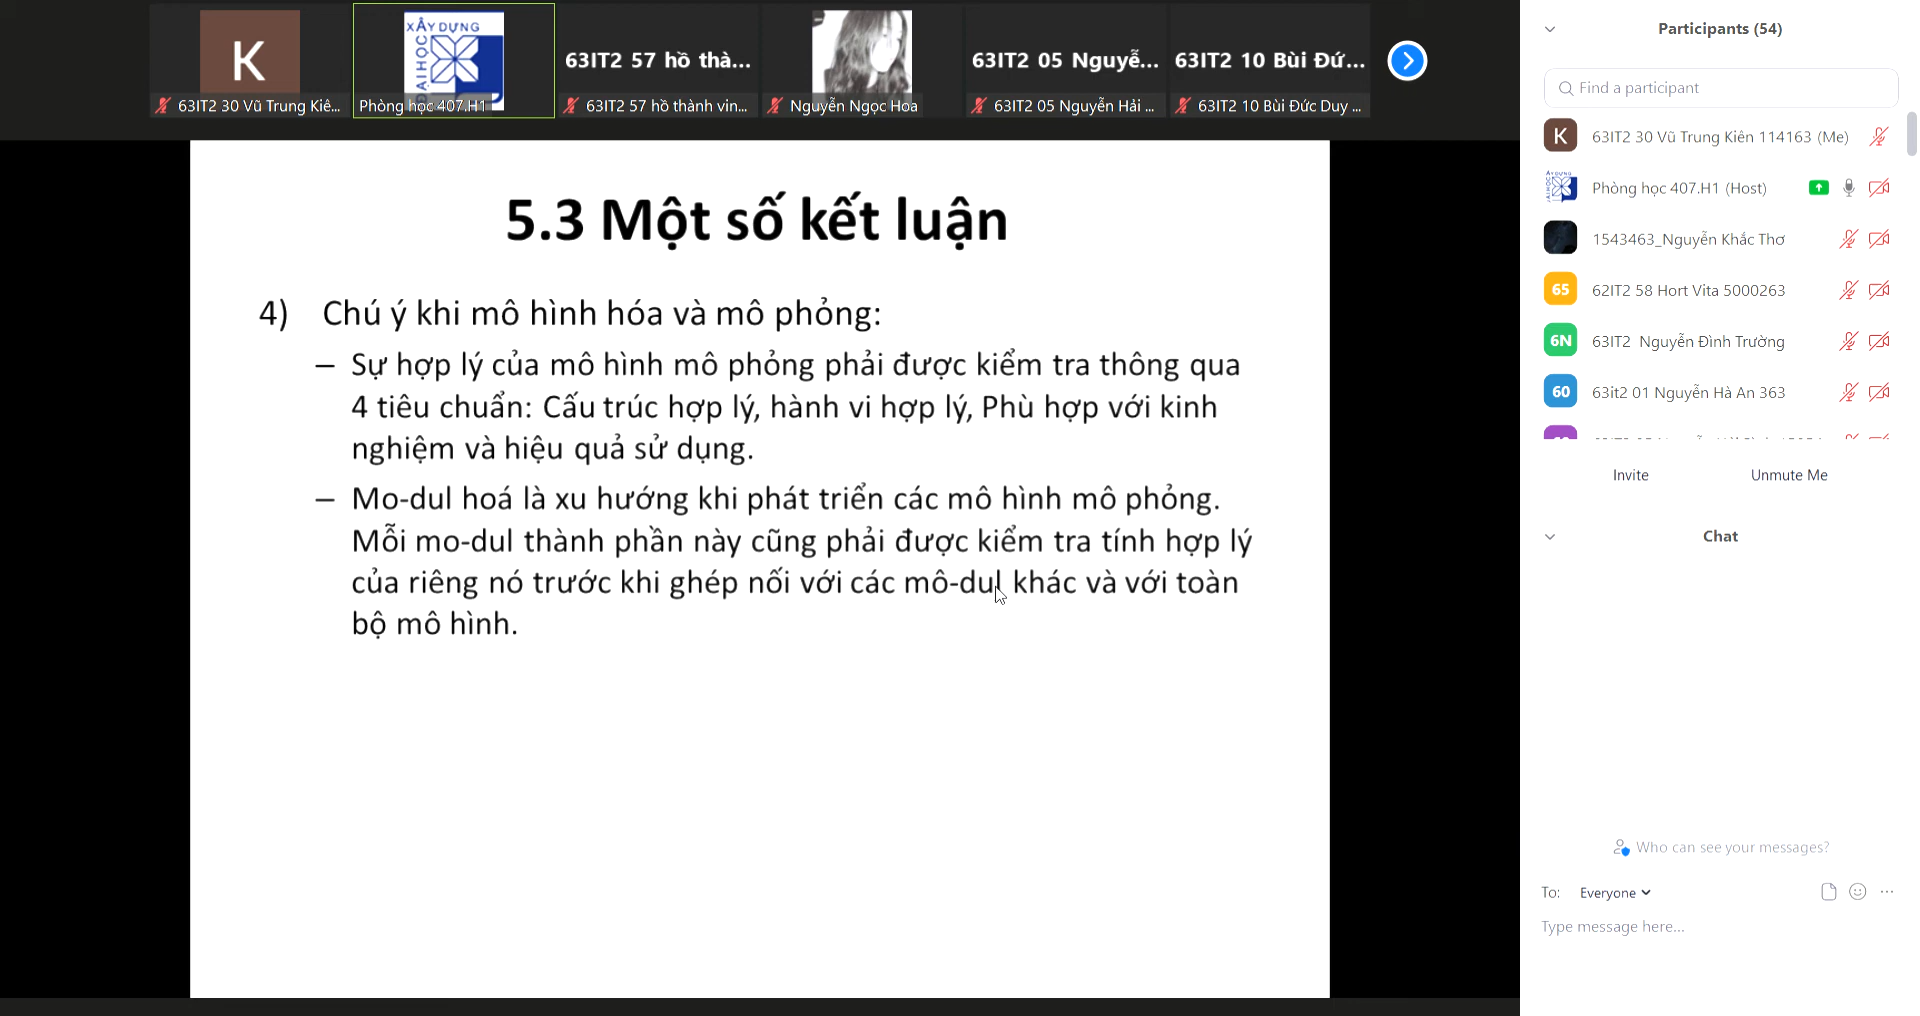 K
63IT2 30 Vũ Trung Kiê...
XÂY DỰNG
ĐẠI HỌC
Phòng học 407.H1
63IT2 57 hồ thà...
63IT2 57 hồ thành vin...
Nguyễn Ngọc Hoa
63IT2 05 Nguyễ...
63IT2 05 Nguyễn Hải ...
63IT2 10 Bùi Đứ...
63IT2 10 Bùi Đức Duy ...
5.3 Một số kết luận
4) Chú ý khi mô hình hóa và mô phỏng:
– Sự hợp lý của mô hình mô phỏng phải được kiểm tra thông qua
4 tiêu chuẩn: Cấu trúc hợp lý, hành vi hợp lý, Phù hợp với kinh
nghiệm và hiệu quả sử dụng.
– Mo-dul hoá là xu hướng khi phát triển các mô hình mô phỏng.
Mỗi mo-dul thành phần này cũng phải được kiểm tra tính hợp lý
của riêng nó trước khi ghép nối với các mô-dul khác và với toàn
bộ mô hình.
Participants (54)
Find a participant
K 63IT2 30 Vũ Trung Kiên 114163 (Me)
Phòng học 407.H1 (Host)
1543463_Nguyễn Khắc Thơ
65 62IT2 58 Hort Vita 5000263
6N 63IT2 Nguyễn Đình Trường
60 63it2 01 Nguyễn Hà An 363
Invite Unmute Me
Chat
Who can see your messages?
To: Everyone
Type message here...